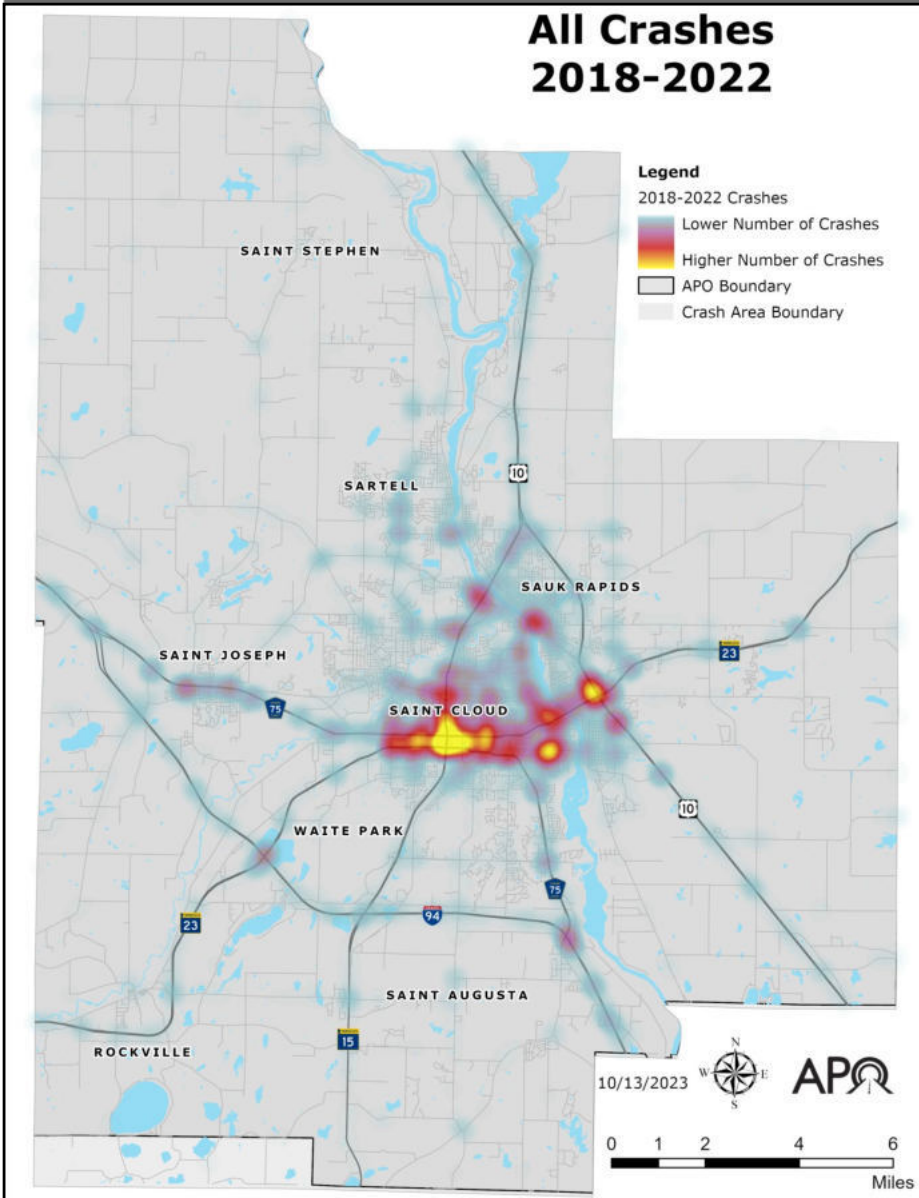 All Crashes
2018-2022
Legend
2018-2022 Crashes
Lower Number of Crashes
Higher Number of Crashes
APO Boundary
Crash Area Boundary
SAINT STEPHEN
10
SARTELL
SAUK RAPIDS
SAINT JOSEPH
23
75
SAINT CLOUD
WAITE PARK
10
75
94
23
SAINT AUGUSTA
15
ROCKVILLE
10/13/2023
N
W E
S
APO
0 1 2 4 6
Miles